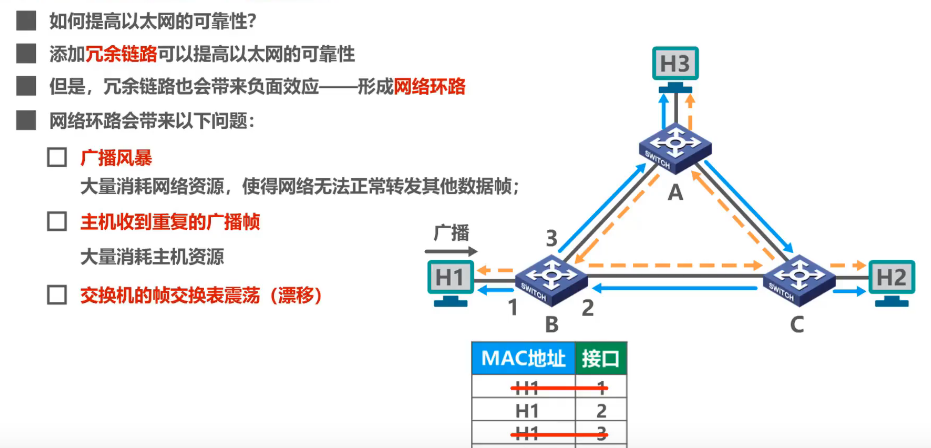 如何提高以太网的可靠性?
添加冗余链路可以提高以太网的可靠性
但是，冗余链路也会带来负面效应——形成网络环路
网络环路会带来以下问题：
广播风暴
大量消耗网络资源，使得网络无法正常转发其他数据帧；
主机收到重复的广播帧
大量消耗主机资源
交换机的帧交换表震荡（漂移）
H3
SWITCH
A
广播
3
H1
SWITCH
SWITCH
H2
1
B
2
C
MAC地址 接口
H1 1
H1 2
H1 3